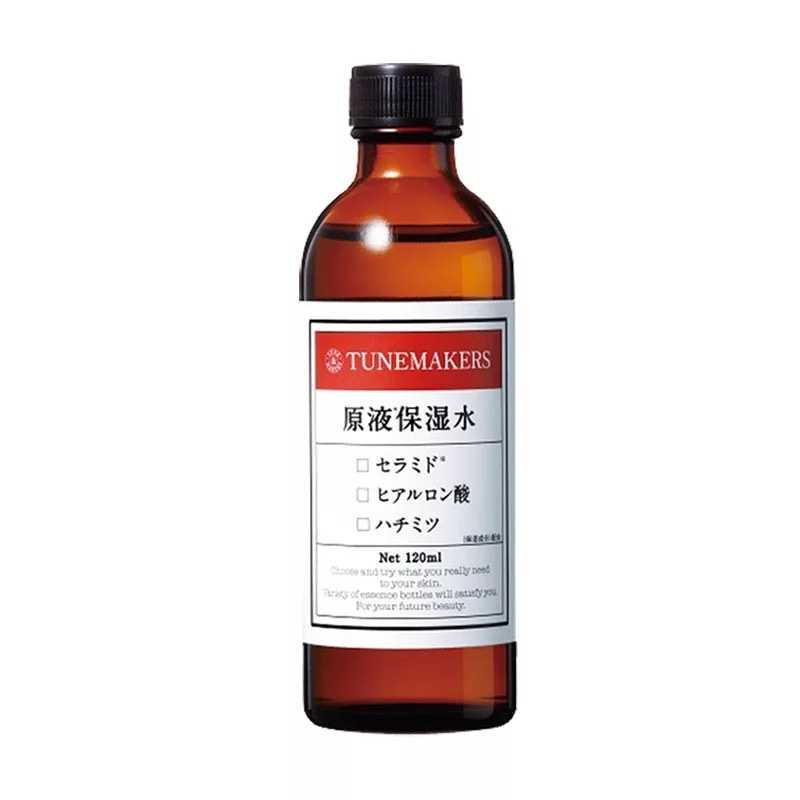 TUNEMAKERS
原液*保湿水
□ セラミド※
□ ヒアルロン酸
□ ハチミツ
Net 120ml
Choose and try what you really need
to your skin.
Variety of essence bottles will satisfy you.
For your future beauty.